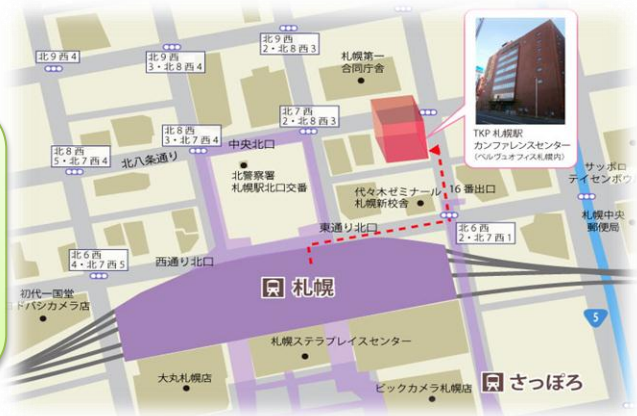 北9西4
北9西
3・北8西4
北9西
2・北8西3
札幌第一
合同庁舎
TKP 札幌駅
カンファレンスセンター
(ベルヴュオフィス札幌内)
北8西
5・北7西4
北八条通り
北8西
3・北7西4
中央北口
北7西
2・北8西3
北警察署
札幌駅北口交番
代々木ゼミナール
札幌新校舎
16番出口
サッポロ
テイセンボウル
札幌中央
郵便局
北6西
4・北7西5
西通り北口
東通り北口
北6西
2・北7西1
初代一国堂
ヨドバシカメラ店
札幌
5
札幌ステラプレイスセンター
大丸札幌店
ビックカメラ札幌店
さっぽろ